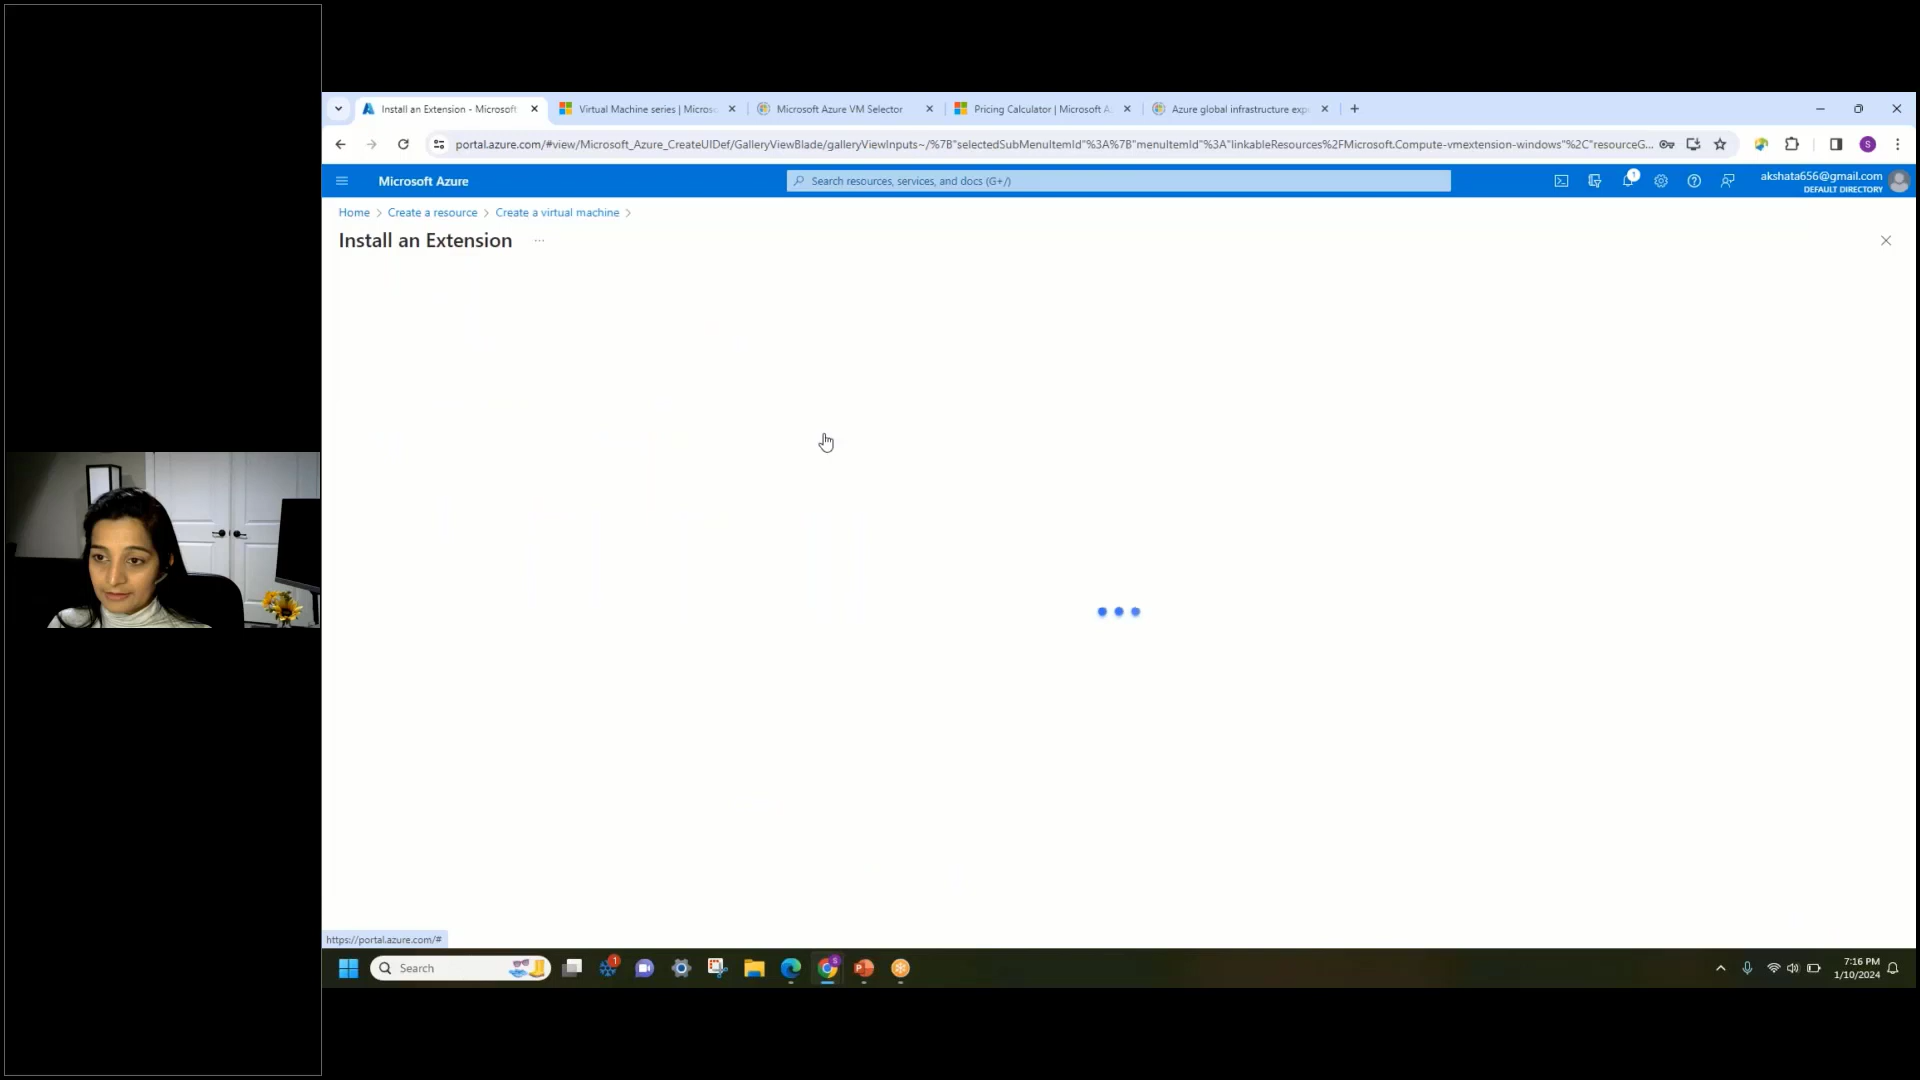 Install an Extension - Microsoft
Virtual Machine series | Micros
Microsoft Azure VM Selector
Pricing Calculator | Microsoft A
Azure global infrastructure exp
portal.azure.com/#view/Microsoft_Azure_CreateUIDef/GalleryViewBlade/galleryViewInputs~/%7B"selectedSubMenuItemId"%3A%7B"menuItemId"%3A"linkableResources%2FMicrosoft.Compute-vmextension-windows"%2C"resourceG...
S
Microsoft Azure
Search resources, services, and docs (G+/)
1
akshata656@gmail.com
DEFAULT DIRECTORY
Home > Create a resource > Create a virtual machine >
Install an Extension ...
https://portal.azure.com/#
Search
1
S
7:16 PM
1/10/2024